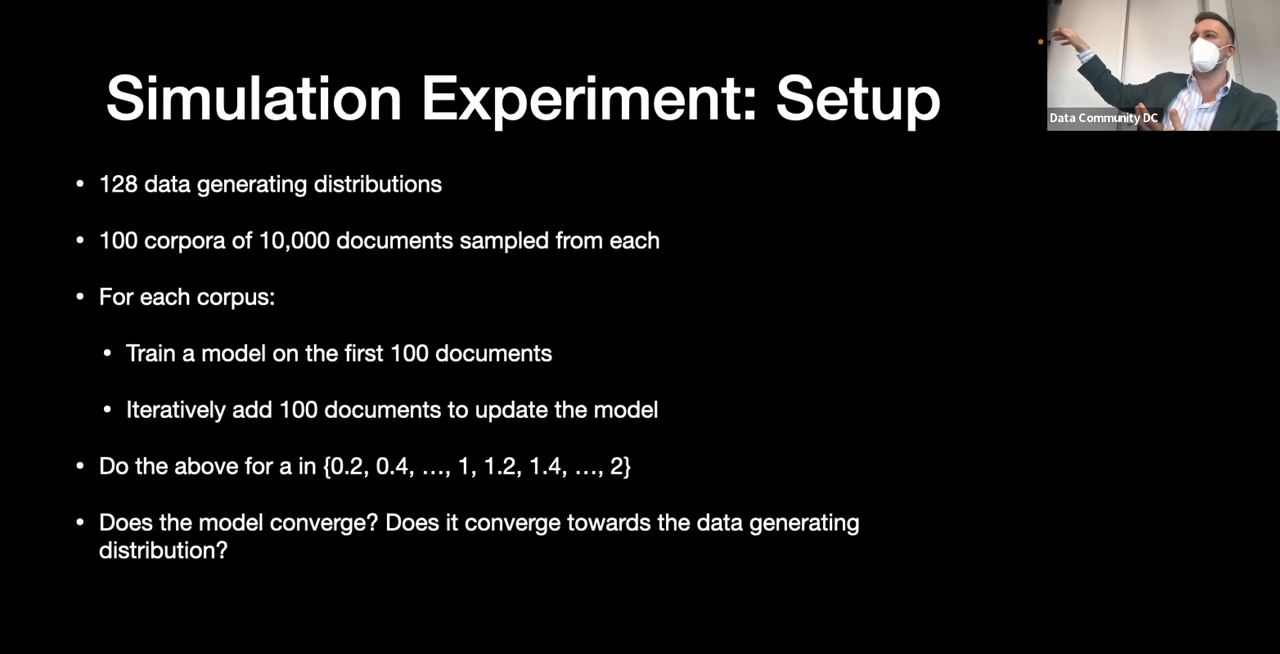 Simulation Experiment: Setup
Data Community DC
• 128 data generating distributions
• 100 corpora of 10,000 documents sampled from each
• For each corpus:
• Train a model on the first 100 documents
• Iteratively add 100 documents to update the model
• Do the above for a in {0.2, 0.4, …, 1, 1.2, 1.4, …, 2}
• Does the model converge? Does it converge towards the data generating
distribution?